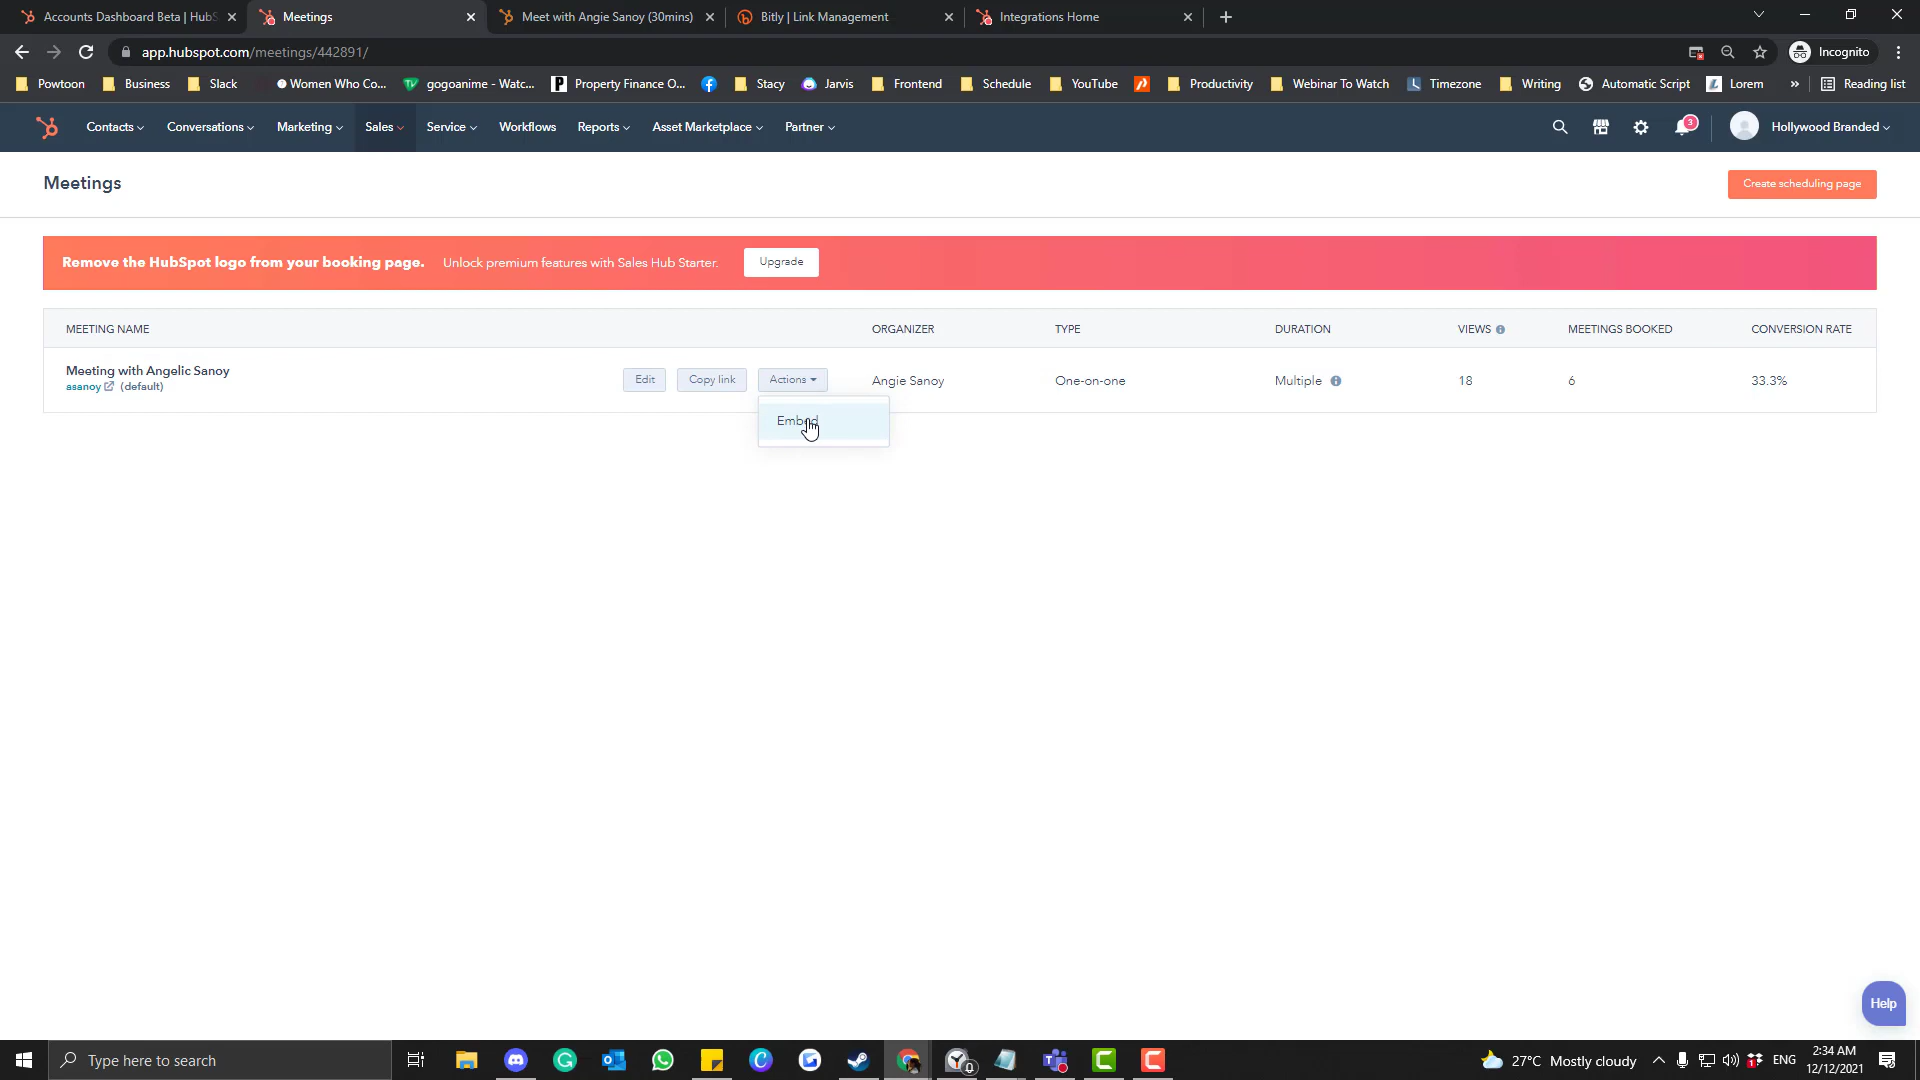 Accounts Dashboard Beta | HubS
Meetings
Meet with Angie Sanoy (30mins)
Bitly | Link Management
Integrations Home
app.hubspot.com/meetings/442891/
Incognito
Powtoon
Business
Slack
Women Who Co...
gogoanime - Watc...
Property Finance O...
Stacy
Jarvis
Frontend
Schedule
YouTube
Productivity
Webinar To Watch
Timezone
Writing
Automatic Script
Lorem
»
Reading list
Contacts
Conversations
Marketing
Sales
Service
Workflows
Reports
Asset Marketplace
Partner
3
Hollywood Branded
Meetings
Create scheduling page
Remove the HubSpot logo from your booking page.
Unlock premium features with Sales Hub Starter.
Upgrade
MEETING NAME
ORGANIZER
TYPE
DURATION
VIEWS
MEETINGS BOOKED
CONVERSION RATE
Meeting with Angelic Sanoy
asanoy (default)
Edit
Copy link
Actions
Angie Sanoy
One-on-one
Multiple
18
6
33.3%
Embed
Help
Type here to search
27°C Mostly cloudy
ENG
2:34 AM
12/12/2021